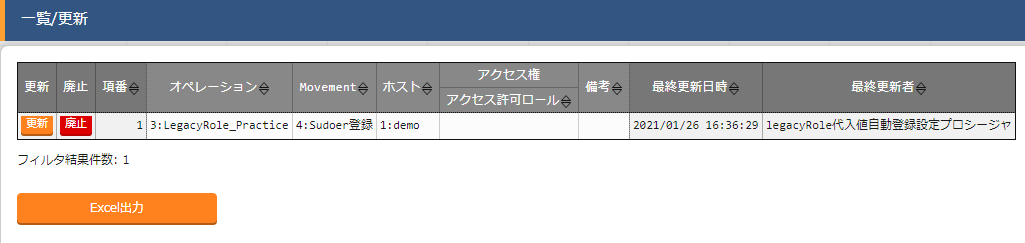 一覧/更新
更新 廃止 項番 オペレーション Movement ホスト アクセス権 備考 最終更新日時 最終更新者
アクセス許可ロール
更新 廃止 1 3:LegacyRole_Practice 4:Sudoer登録 1:demo 2021/01/26 16:36:29 legacyRole代入値自動登録設定プロシージャ
フィルタ結果件数: 1
Excel出力